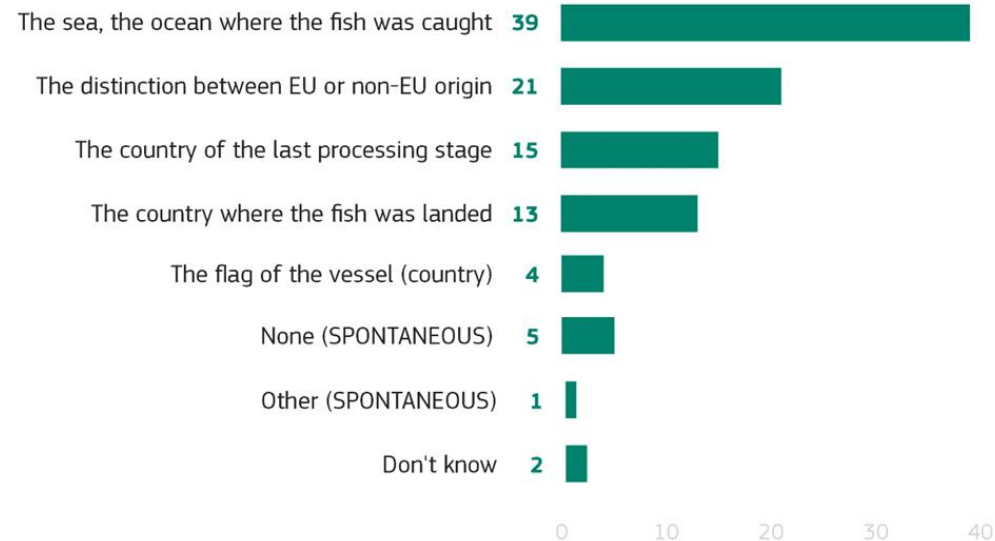 The sea, the ocean where the fish was caught 39
The distinction between EU or non-EU origin 21
The country of the last processing stage 15
The country where the fish was landed 13
The flag of the vessel (country) 4
None (SPONTANEOUS) 5
Other (SPONTANEOUS) 1
Don't know 2
0 10 20 30 40